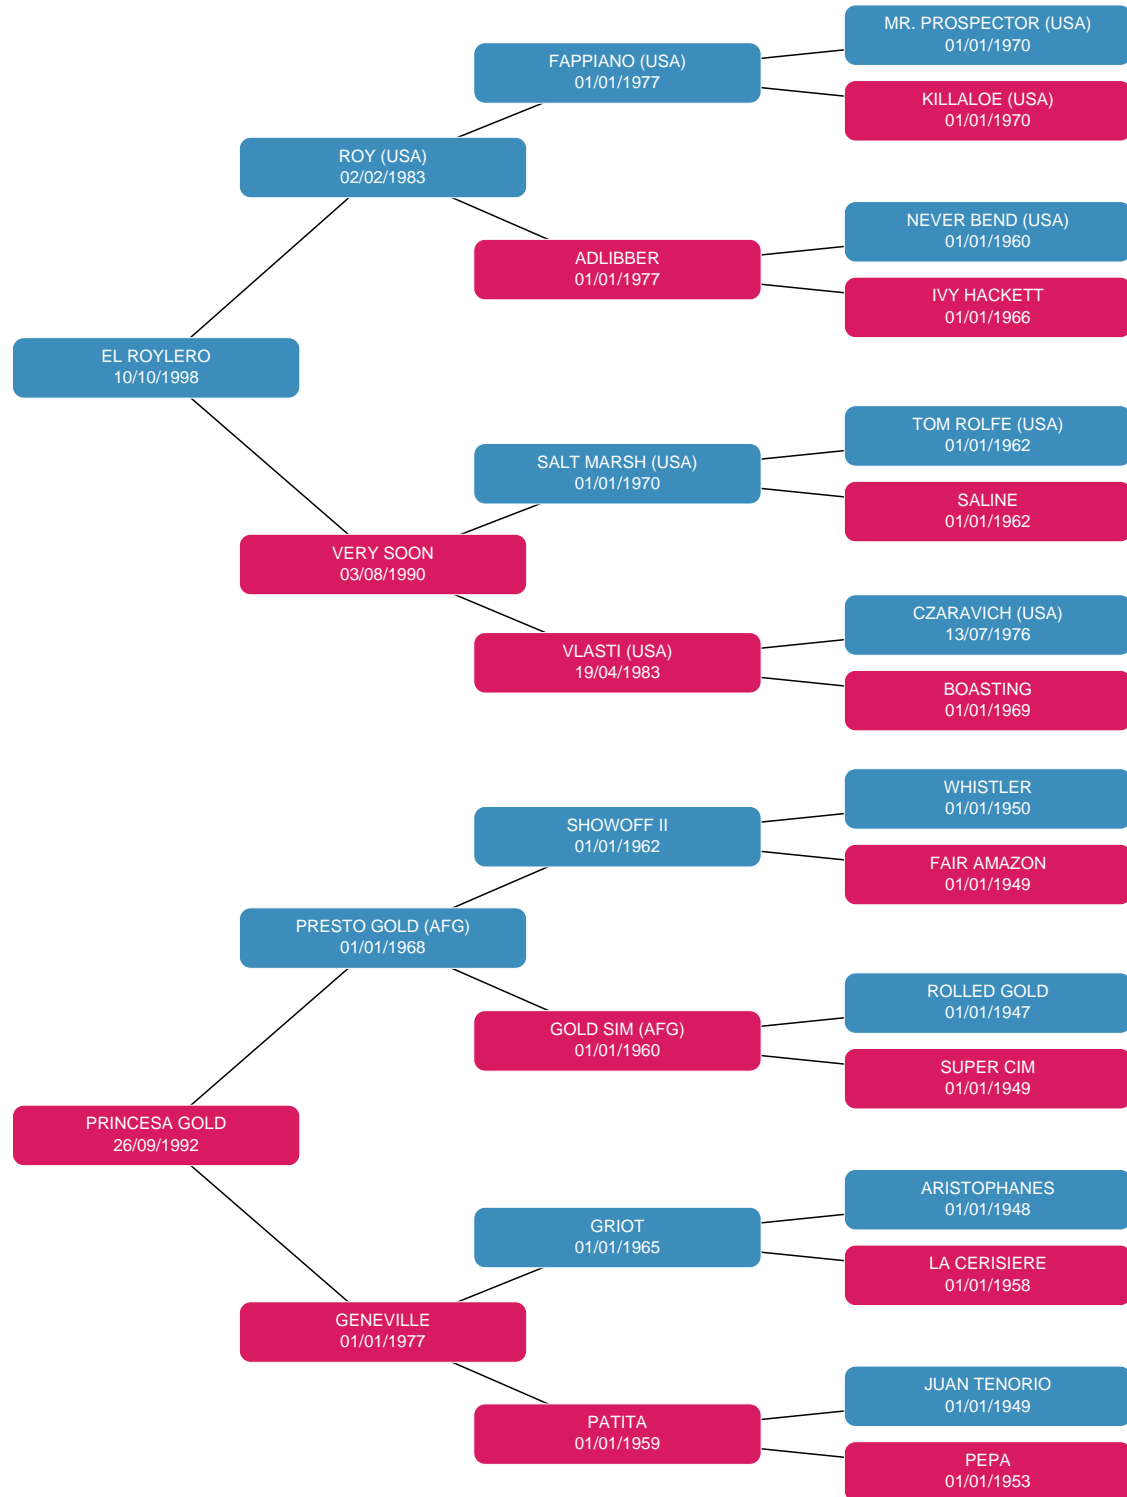 MR. PROSPECTOR (USA)
01/01/1970
FAPPIANO (USA)
01/01/1977
KILLALOE (USA)
01/01/1970
ROY (USA)
02/02/1983
NEVER BEND (USA)
01/01/1960
ADLIBBER
01/01/1977
IVY HACKETT
01/01/1966
EL ROYLERO
10/10/1998
TOM ROLFE (USA)
01/01/1962
SALT MARSH (USA)
01/01/1970
SALINE
01/01/1962
VERY SOON
03/08/1990
CZARAVICH (USA)
13/07/1976
VLASTI (USA)
19/04/1983
BOASTING
01/01/1969
WHISTLER
01/01/1950
SHOWOFF II
01/01/1962
FAIR AMAZON
01/01/1949
PRESTO GOLD (AFG)
01/01/1968
ROLLED GOLD
01/01/1947
GOLD SIM (AFG)
01/01/1960
SUPER CIM
01/01/1949
PRINCESA GOLD
26/09/1992
ARISTOPHANES
01/01/1948
GRIOT
01/01/1965
LA CERISIERE
01/01/1958
GENEVILLE
01/01/1977
JUAN TENORIO
01/01/1949
PATITA
01/01/1959
PEPA
01/01/1953